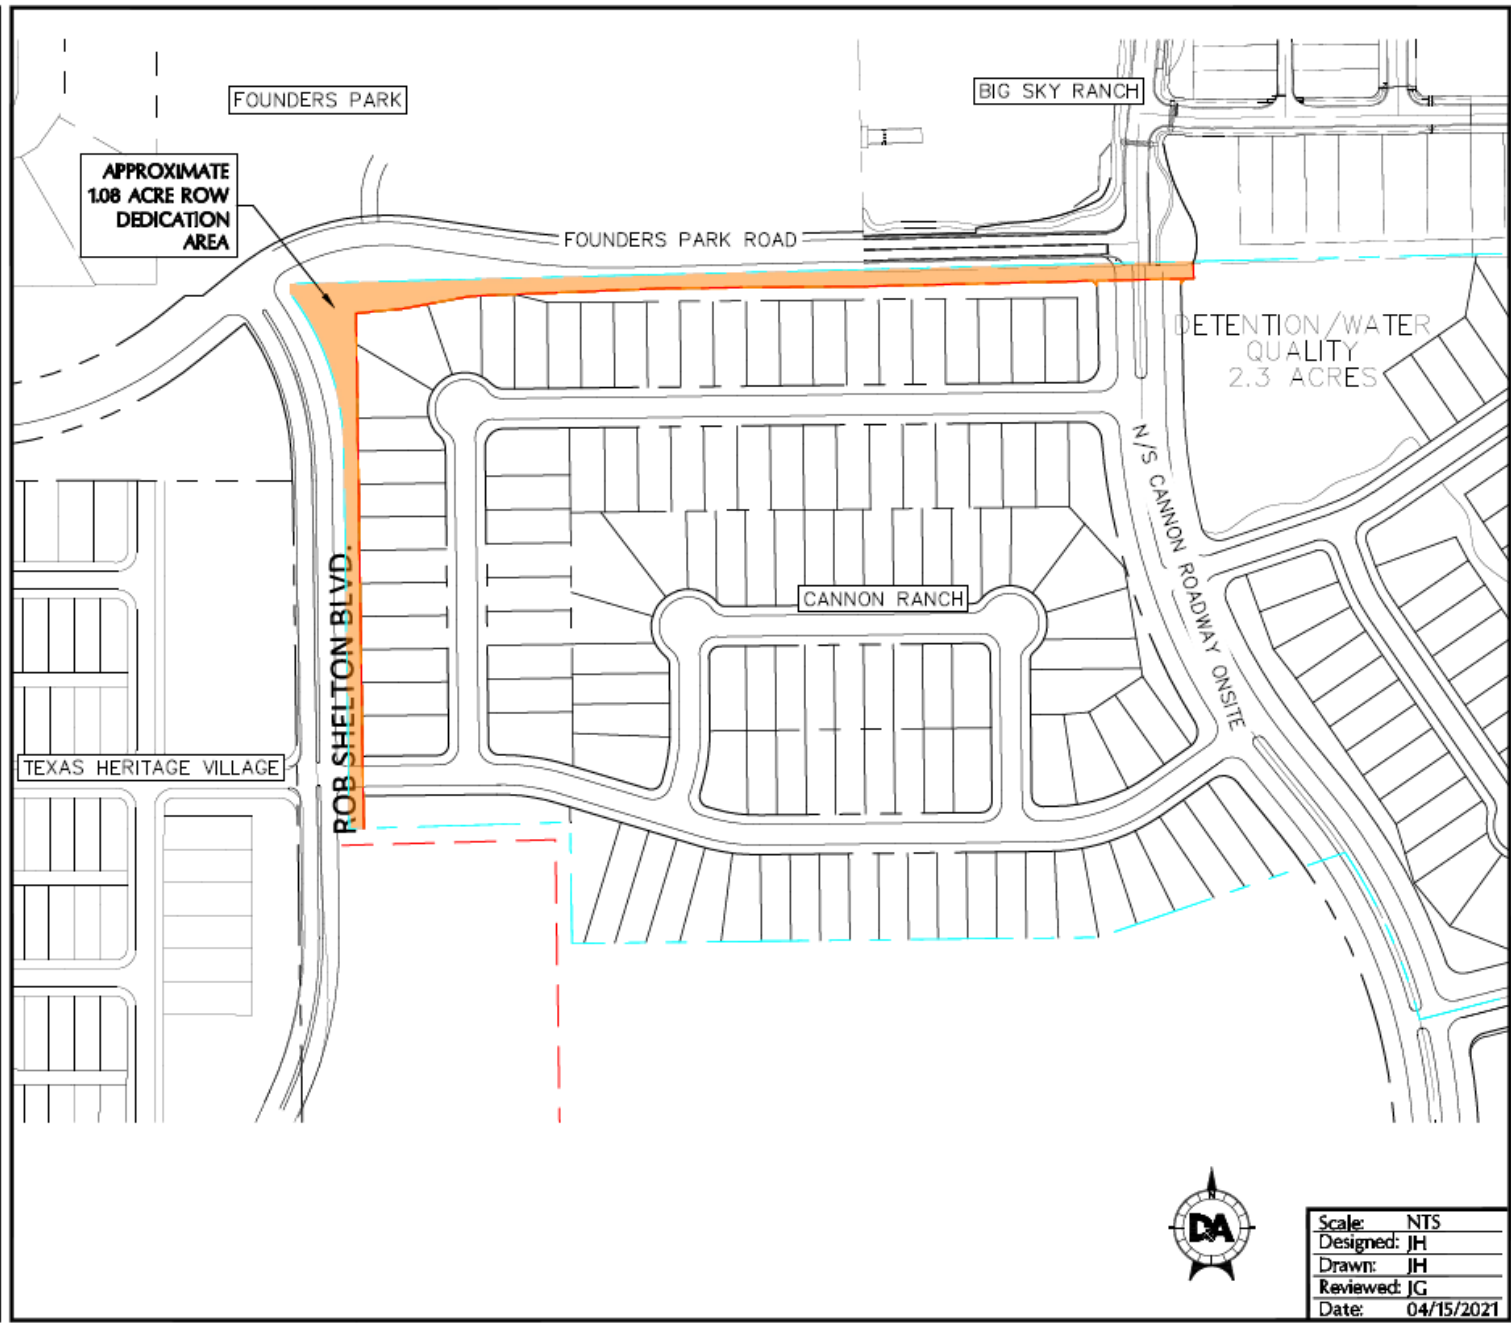 FOUNDERS PARK
BIG SKY RANCH
APPROXIMATE
1.08 ACRE ROW
DEDICATION
AREA
FOUNDERS PARK ROAD
DETENTION/WATER
QUALITY
2.3 ACRES
N/S CANNON ROADWAY ONSITE
ROB SHELTON BLVD.
CANNON RANCH
TEXAS HERITAGE VILLAGE
N
DA
Scale: NTS
Designed: JH
Drawn: JH
Reviewed: JG
Date: 04/15/2021